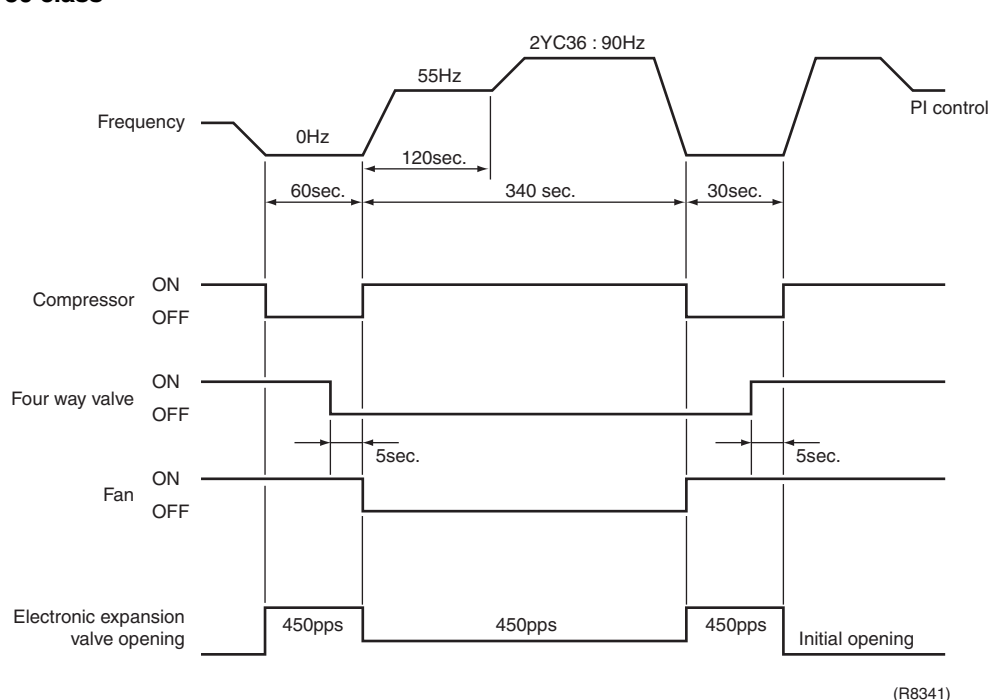 2YC36 : 90Hz
55Hz
Frequency
0Hz
PI control
120sec.
60sec.
340 sec.
30sec.
ON
Compressor
OFF
ON
Four way valve
OFF
5sec.
5sec.
ON
Fan
OFF
Electronic expansion
valve opening
450pps
450pps
450pps
Initial opening
(R8341)